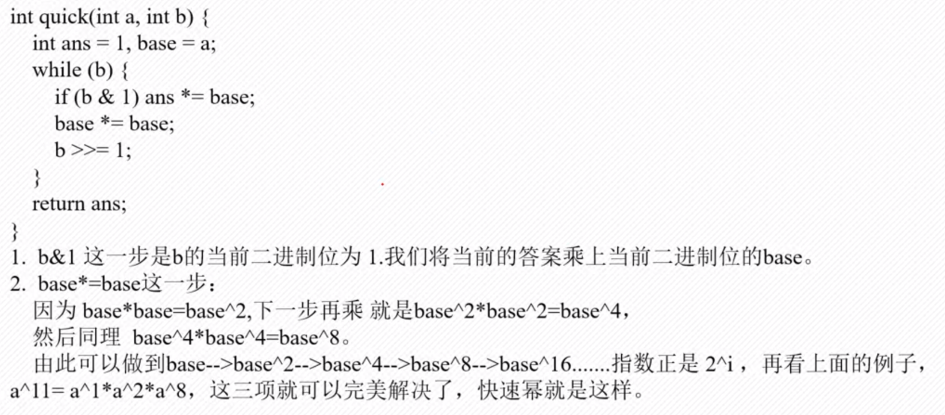 int quick(int a, int b) {
int ans = 1, base = a;
while (b) {
if (b & 1) ans *= base;
base *= base;
b >>= 1;
}
return ans;
}
1. b&1 这一步是b的当前二进制位为 1.我们将当前的答案乘上当前二进制位的base。
2. base*=base这一步：
因为 base*base=base^2,下一步再乘 就是base^2*base^2=base^4，
然后同理 base^4*base^4=base^8。
由此可以做到base-->base^2-->base^4-->base^8-->base^16.......指数正是 2^i ，再看上面的例子，
a^11= a^1*a^2*a^8，这三项就可以完美解决了，快速幂就是这样。